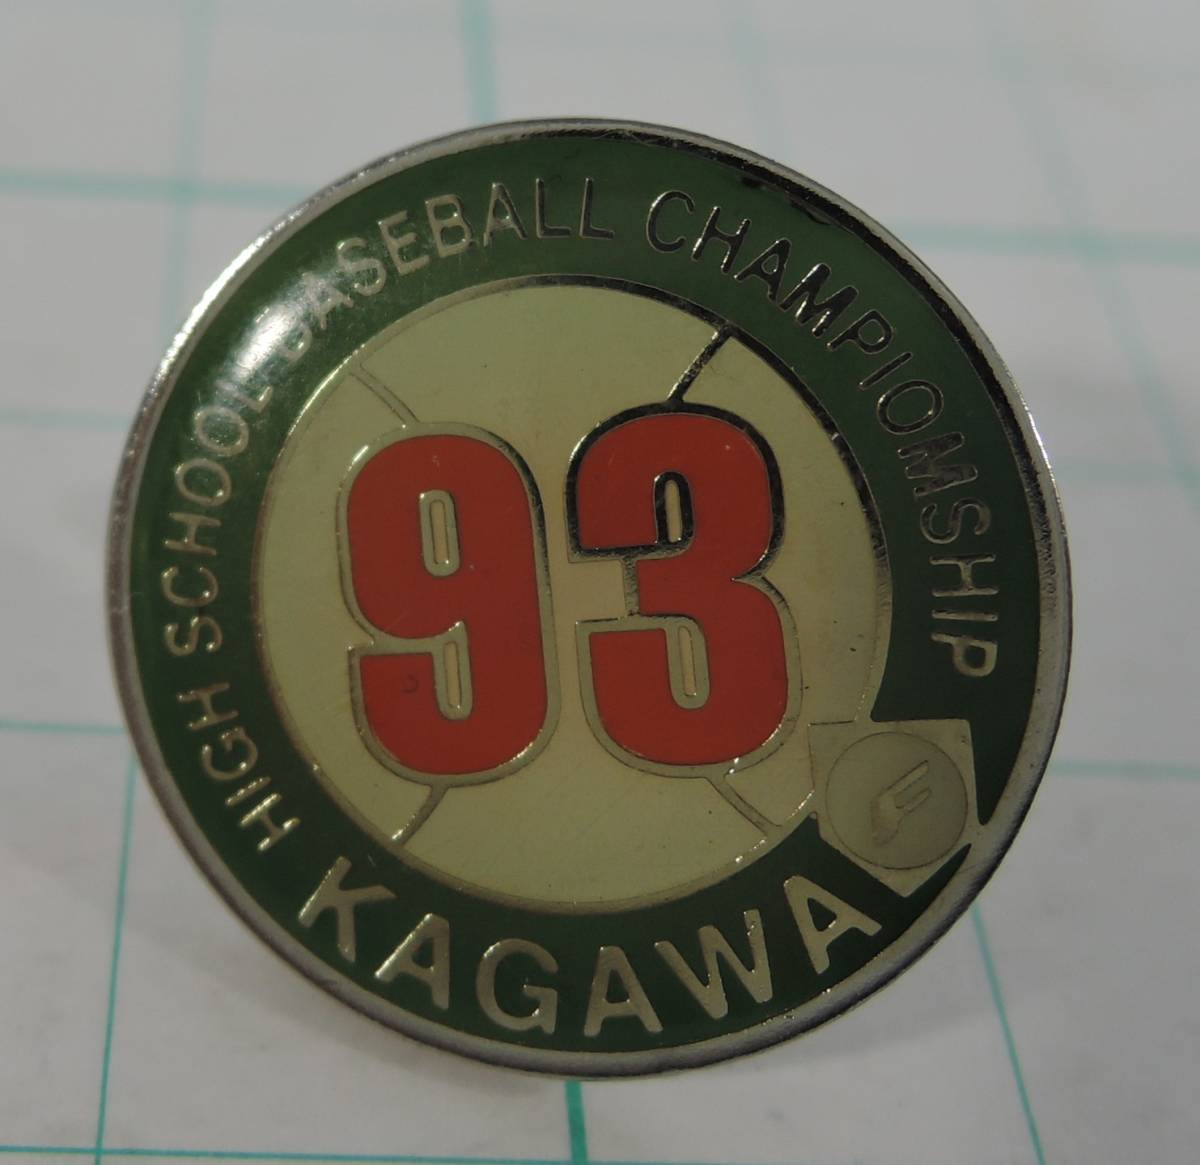 HIGH SCHOOL BASEBALL CHAMPIOMSHIP
93
KAGAWA